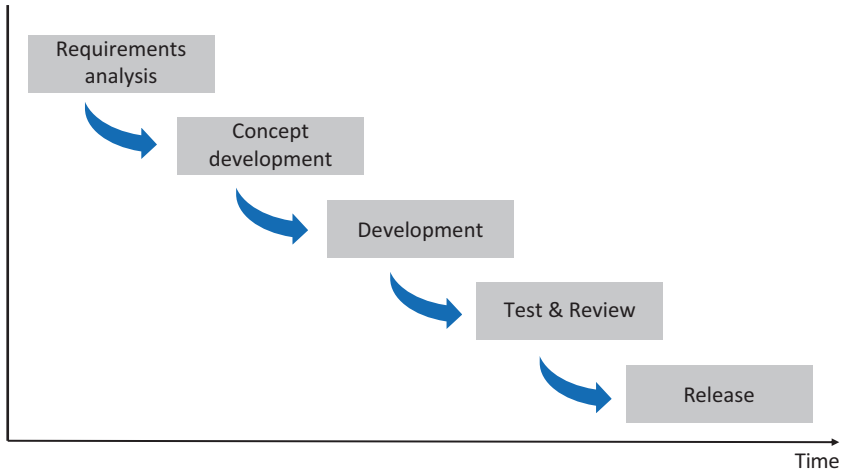 Requirements
analysis
Concept
development
Development
Test & Review
Release
Time